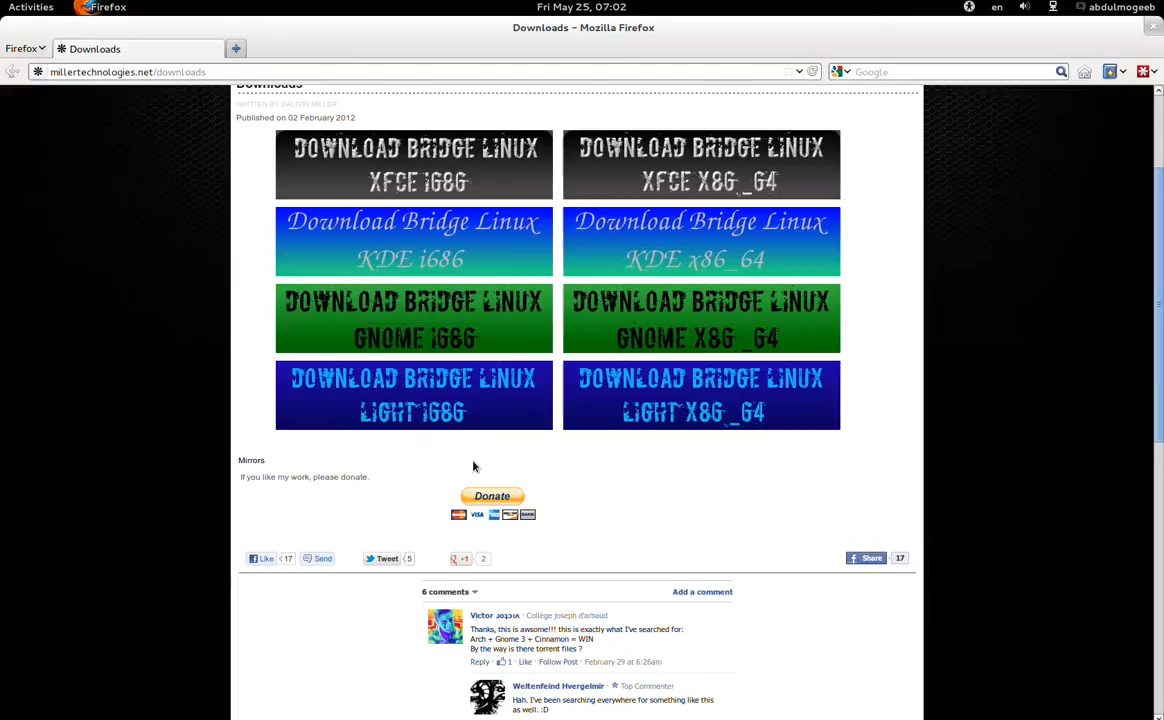 Activities Firefox Fri May 25, 07:02 en abdulmogeeb
Downloads - Mozilla Firefox
Firefox Downloads
millertechnologies.net/downloads Google
Downloads
WRITTEN BY DALTON MILLER
Published on 02 February 2012
DOWNLOAD BRIDGE LINUX
XFCE i686
DOWNLOAD BRIDGE LINUX
XFCE X86_64
Download Bridge Linux
KDE i686
Download Bridge Linux
KDE x86_64
DOWNLOAD BRIDGE LINUX
GNOME i686
DOWNLOAD BRIDGE LINUX
GNOME X86_64
DOWNLOAD BRIDGE LINUX
LIGHT i686
DOWNLOAD BRIDGE LINUX
LIGHT X86_64
Mirrors
If you like my work, please donate.
Donate
VISA
Like 17 Send Tweet 5 +1 2 Share 17
6 comments Add a comment
Victor · Collège joseph d'arbaud
Thanks, this is awsome!!! this is exactly what I've searched for:
Arch + Gnome 3 + Cinnamon = WIN
By the way is there torrent files ?
Reply · 1 · Like · Follow Post · February 29 at 6:26am
Weltenfeind Hvergelmir · Top Commenter
Hah. I've been searching everywhere for something like this
as well. :D